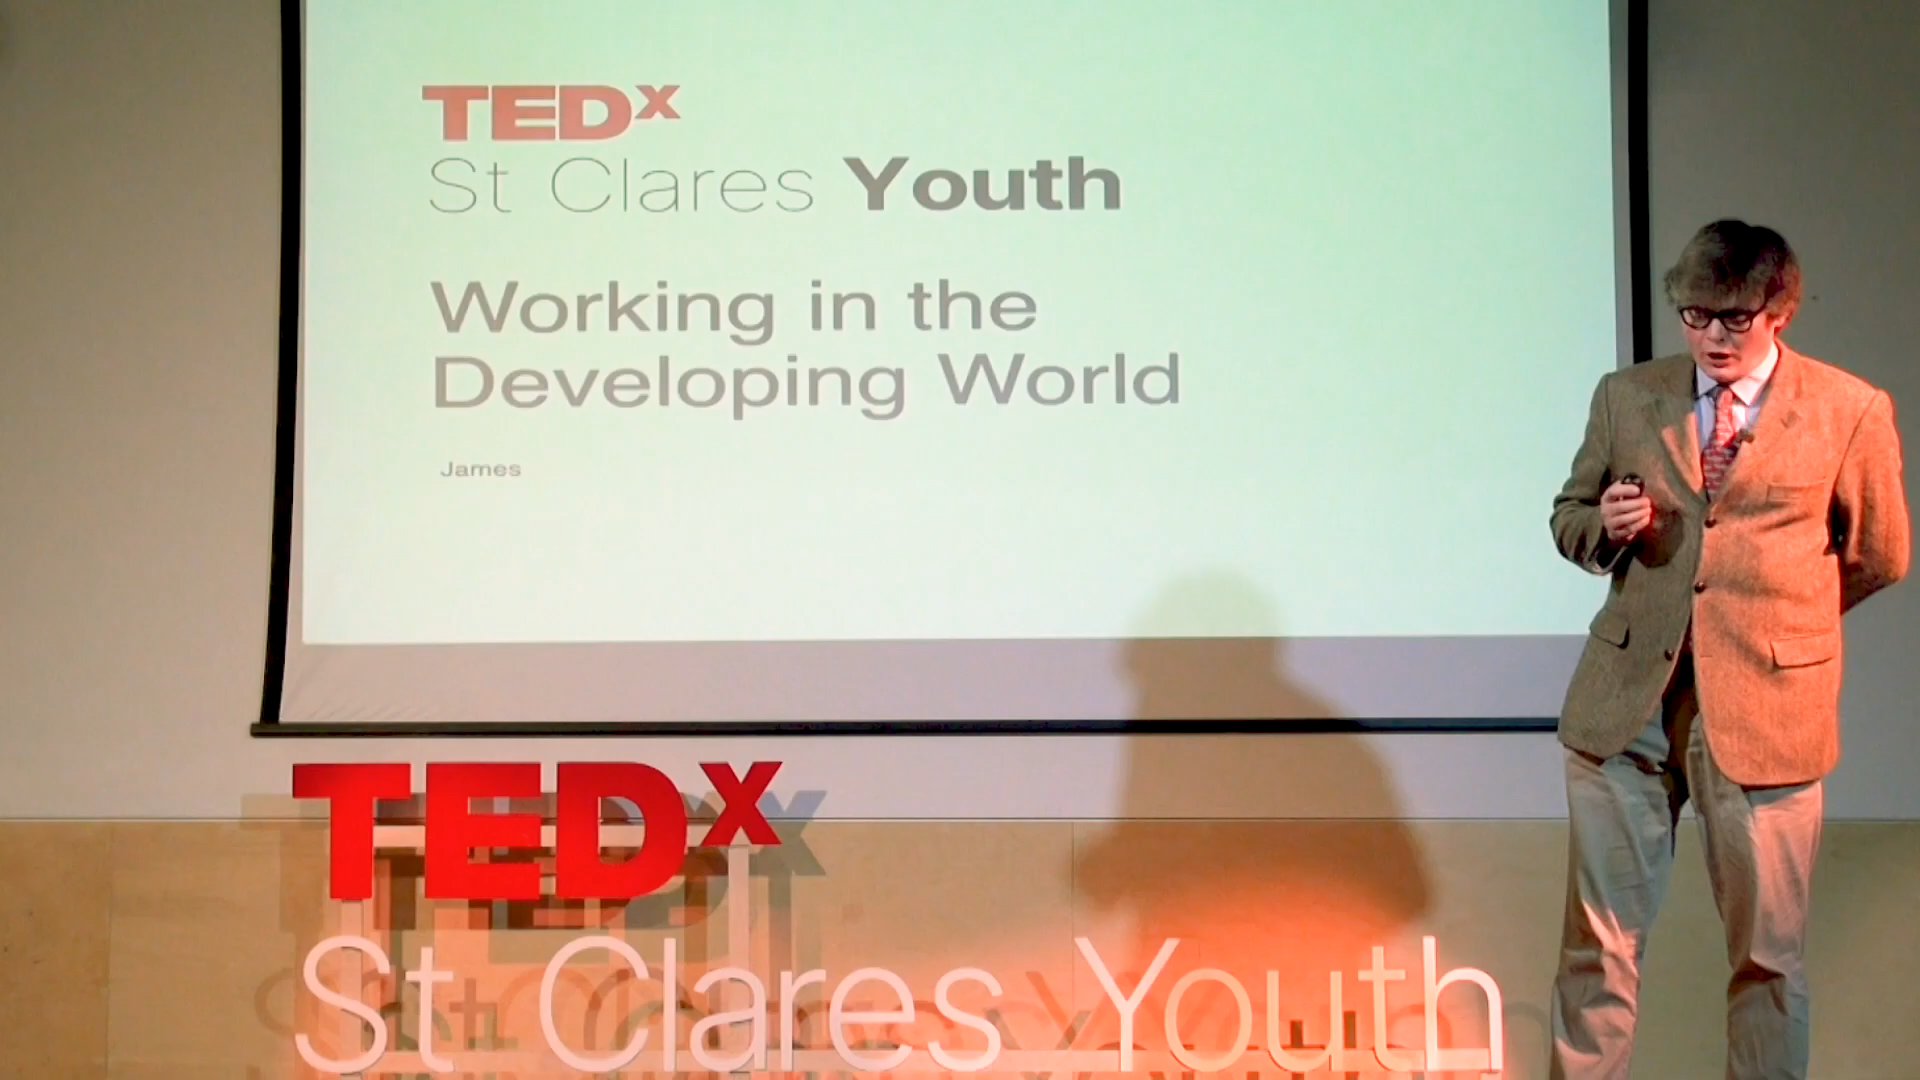 TEDx
St Clares Youth
Working in the
Developing World
James
TEDx
St Clares Youth